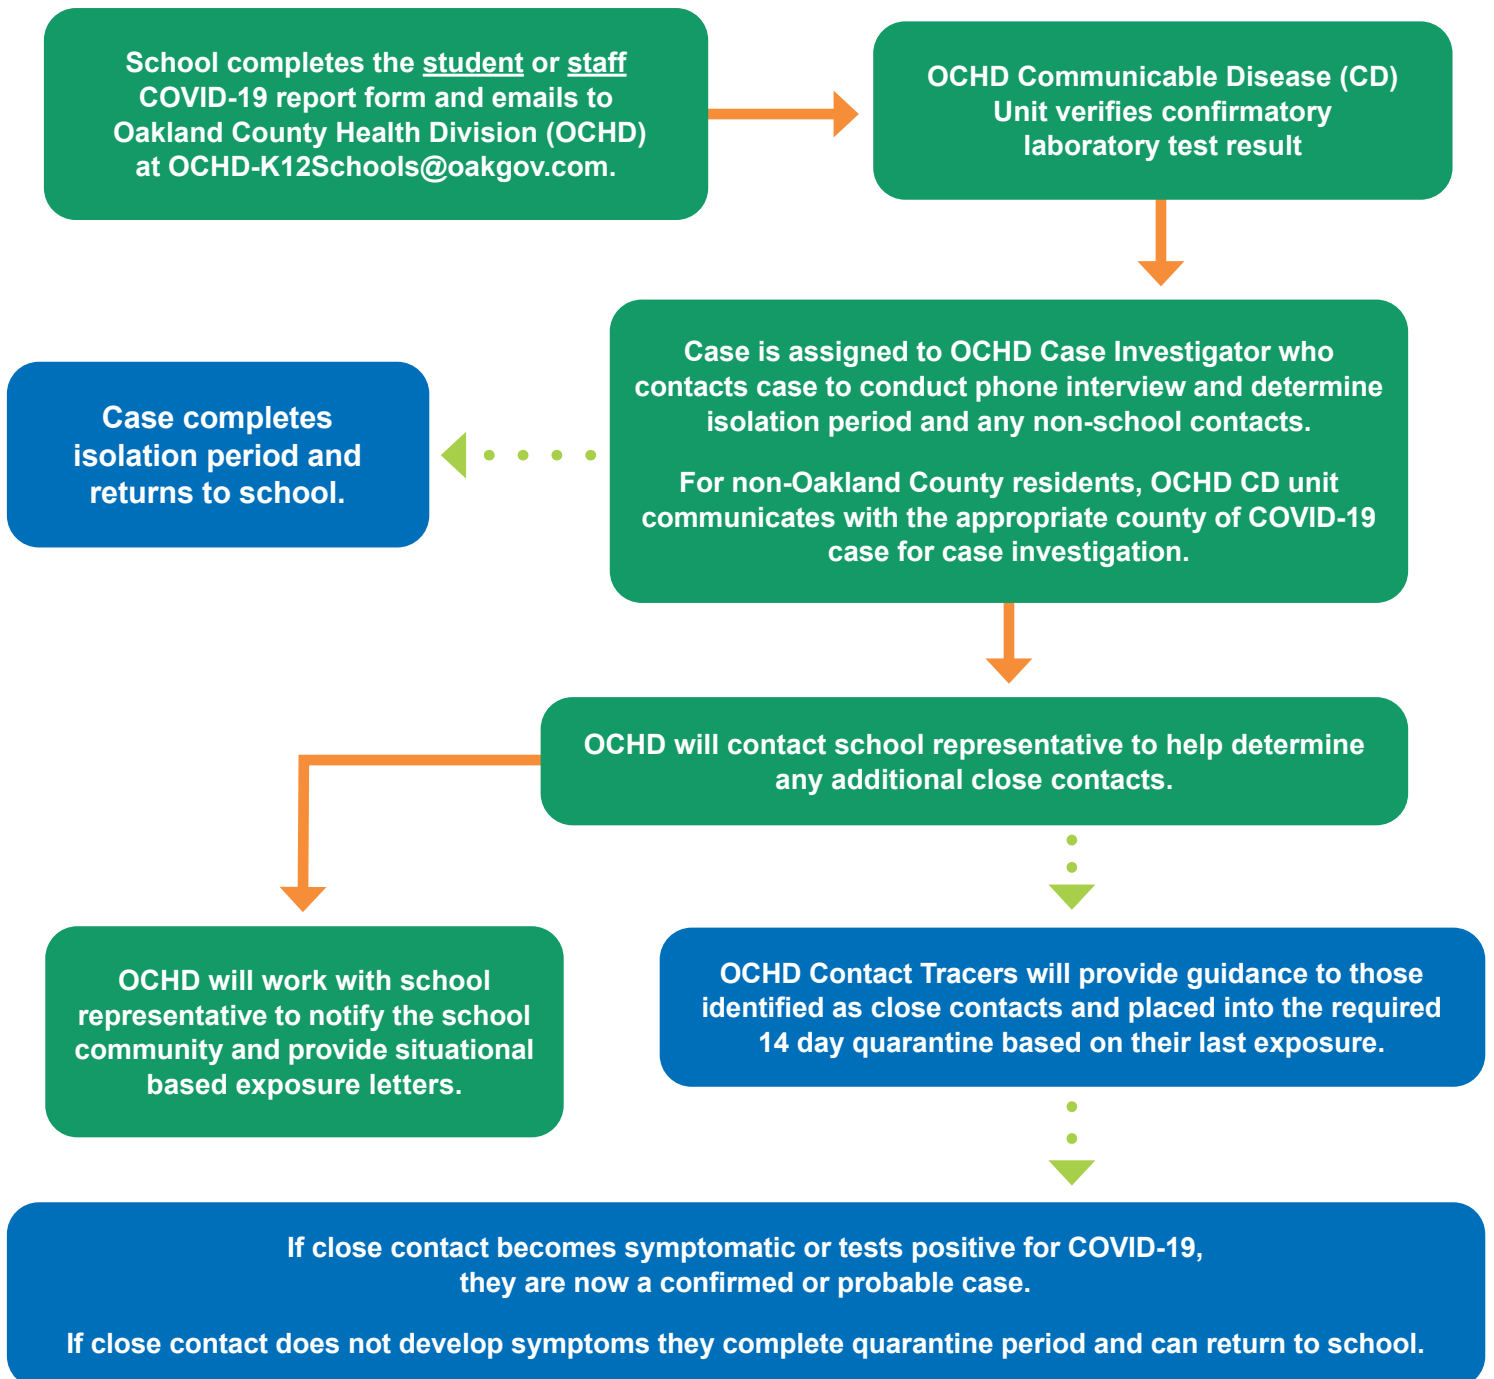 School completes the student or staff
COVID-19 report form and emails to
Oakland County Health Division (OCHD)
at OCHD-K12Schools@oakgov.com.
OCHD Communicable Disease (CD)
Unit verifies confirmatory
laboratory test result
Case is assigned to OCHD Case Investigator who
contacts case to conduct phone interview and determine
isolation period and any non-school contacts.
For non-Oakland County residents, OCHD CD unit
communicates with the appropriate county of COVID-19
case for case investigation.
Case completes
isolation period and
returns to school.
OCHD will contact school representative to help determine
any additional close contacts.
OCHD will work with school
representative to notify the school
community and provide situational
based exposure letters.
OCHD Contact Tracers will provide guidance to those
identified as close contacts and placed into the required
14 day quarantine based on their last exposure.
If close contact becomes symptomatic or tests positive for COVID-19,
they are now a confirmed or probable case.
If close contact does not develop symptoms they complete quarantine period and can return to school.